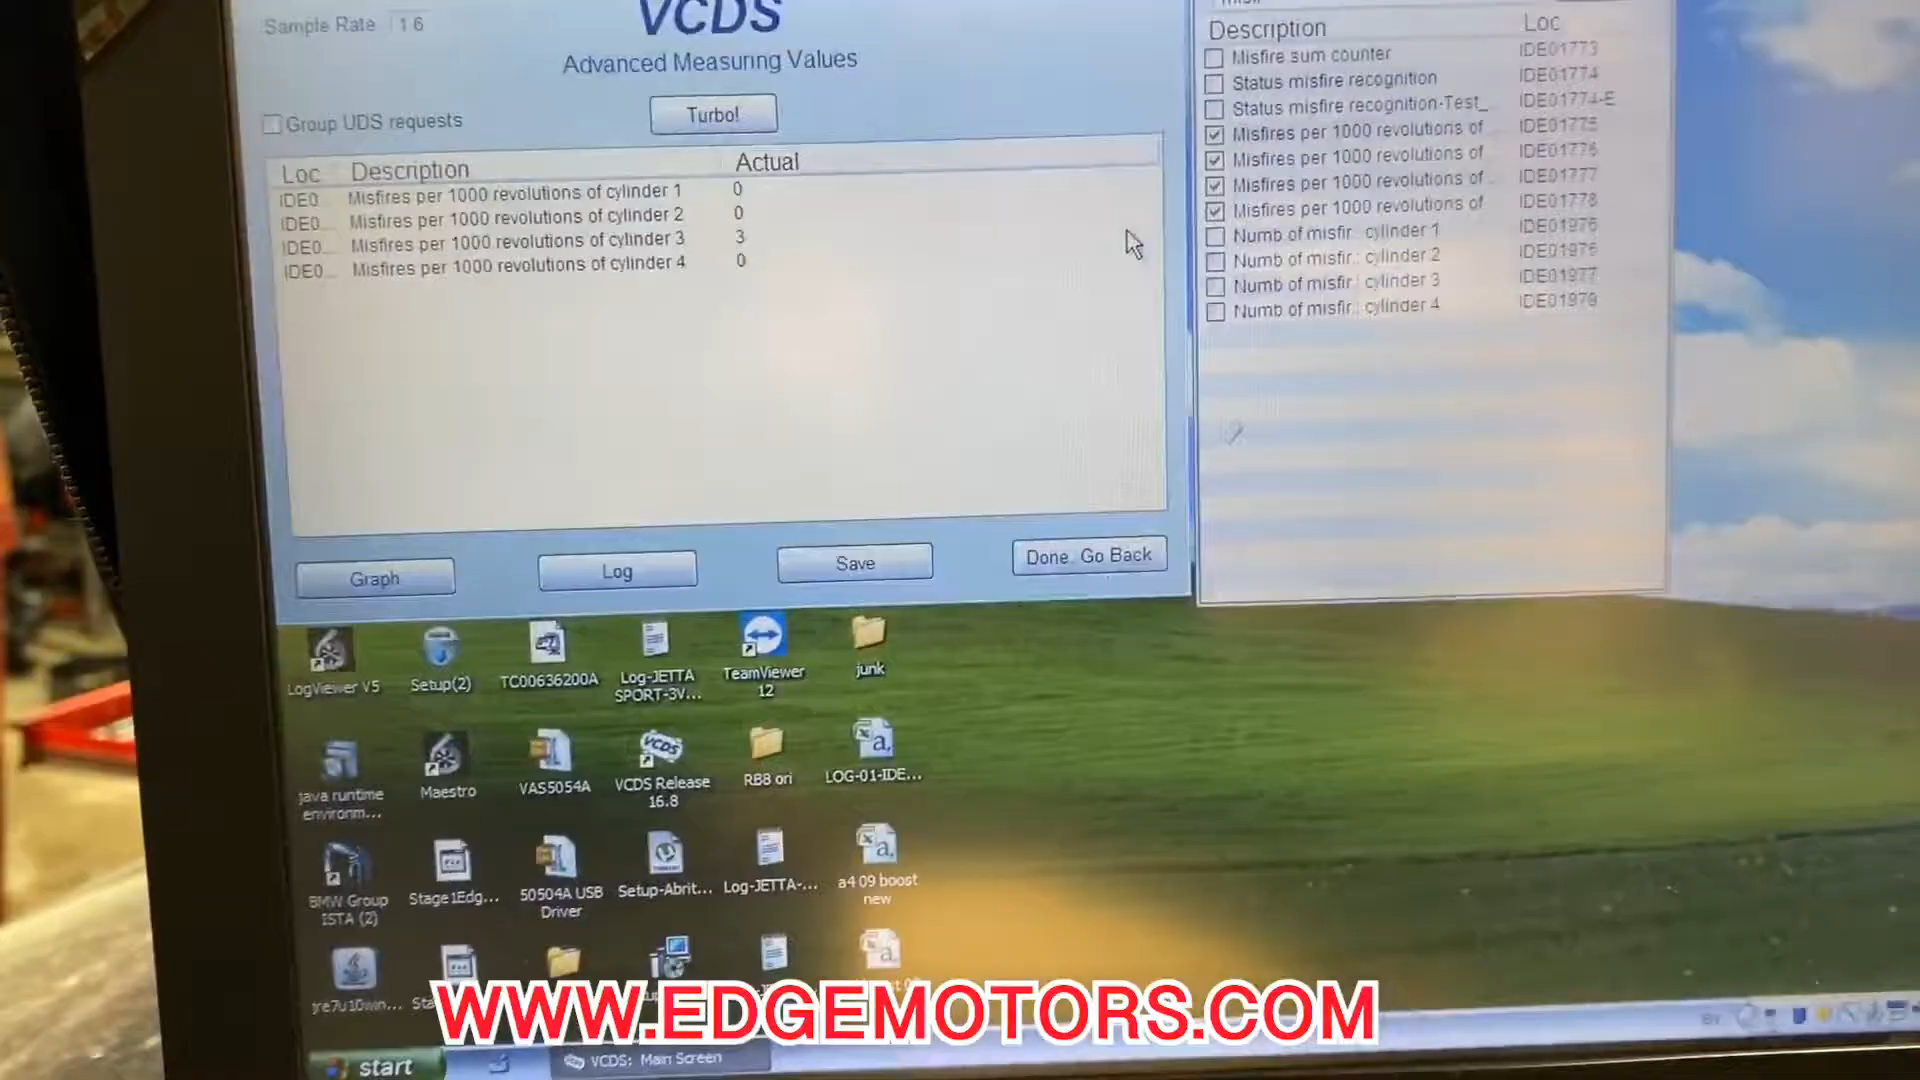 Sample Rate 1.6
VCDS
Advanced Measuring Values
Group UDS requests
Turbo!
Loc Description Actual
IDE0... Misfires per 1000 revolutions of cylinder 1 0
IDE0... Misfires per 1000 revolutions of cylinder 2 0
IDE0... Misfires per 1000 revolutions of cylinder 3 3
IDE0... Misfires per 1000 revolutions of cylinder 4 0
Graph
Log
Save
Done, Go Back
Description Loc
Misfire sum counter IDE01773
Status misfire recognition IDE01774
Status misfire recognition-Test_... IDE01774-E
Misfires per 1000 revolutions of ... IDE01775
Misfires per 1000 revolutions of ... IDE01776
Misfires per 1000 revolutions of ... IDE01777
Misfires per 1000 revolutions of ... IDE01778
Numb of misfir.: cylinder 1
Numb of misfir.: cylinder 2
Numb of misfir.: cylinder 3
Numb of misfir.: cylinder 4
LogViewer V5
Setup(2)
TC00636200A
Log-JETTA
SPORT-3V...
TeamViewer
12
junk
java runtime
environm...
Maestro
VAS5054A
VCDS Release
16.8
RB8 ori
LOG-01-IDE...
BMW Group
ISTA (2)
Stage1Edg...
50504A USB
Driver
Setup-Abrit...
Log-JETTA-...
a4 09 boost
new
jre7u10win...
WWW.EDGEMOTORS.COM
start
VCDS: Main Screen